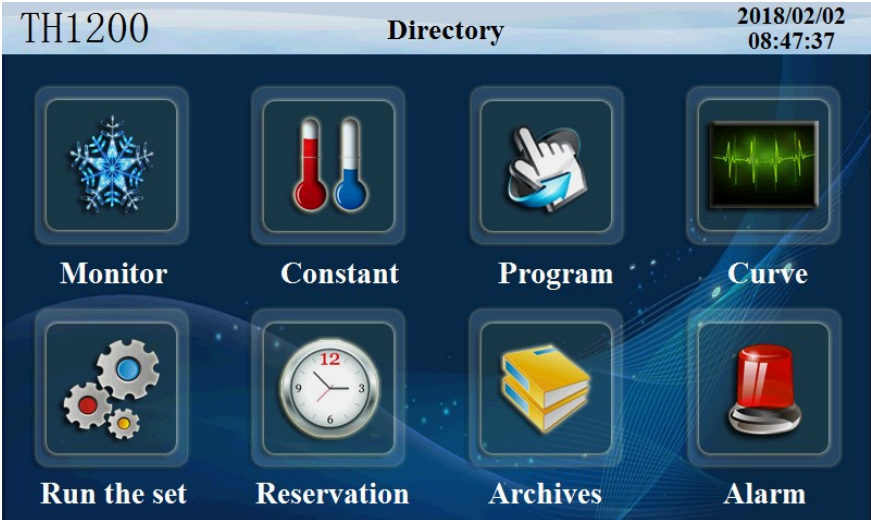 TH1200
Directory
2018/02/02
08:47:37
Monitor
Constant
Program
Curve
12
9
3
6
Run the set
Reservation
Archives
Alarm